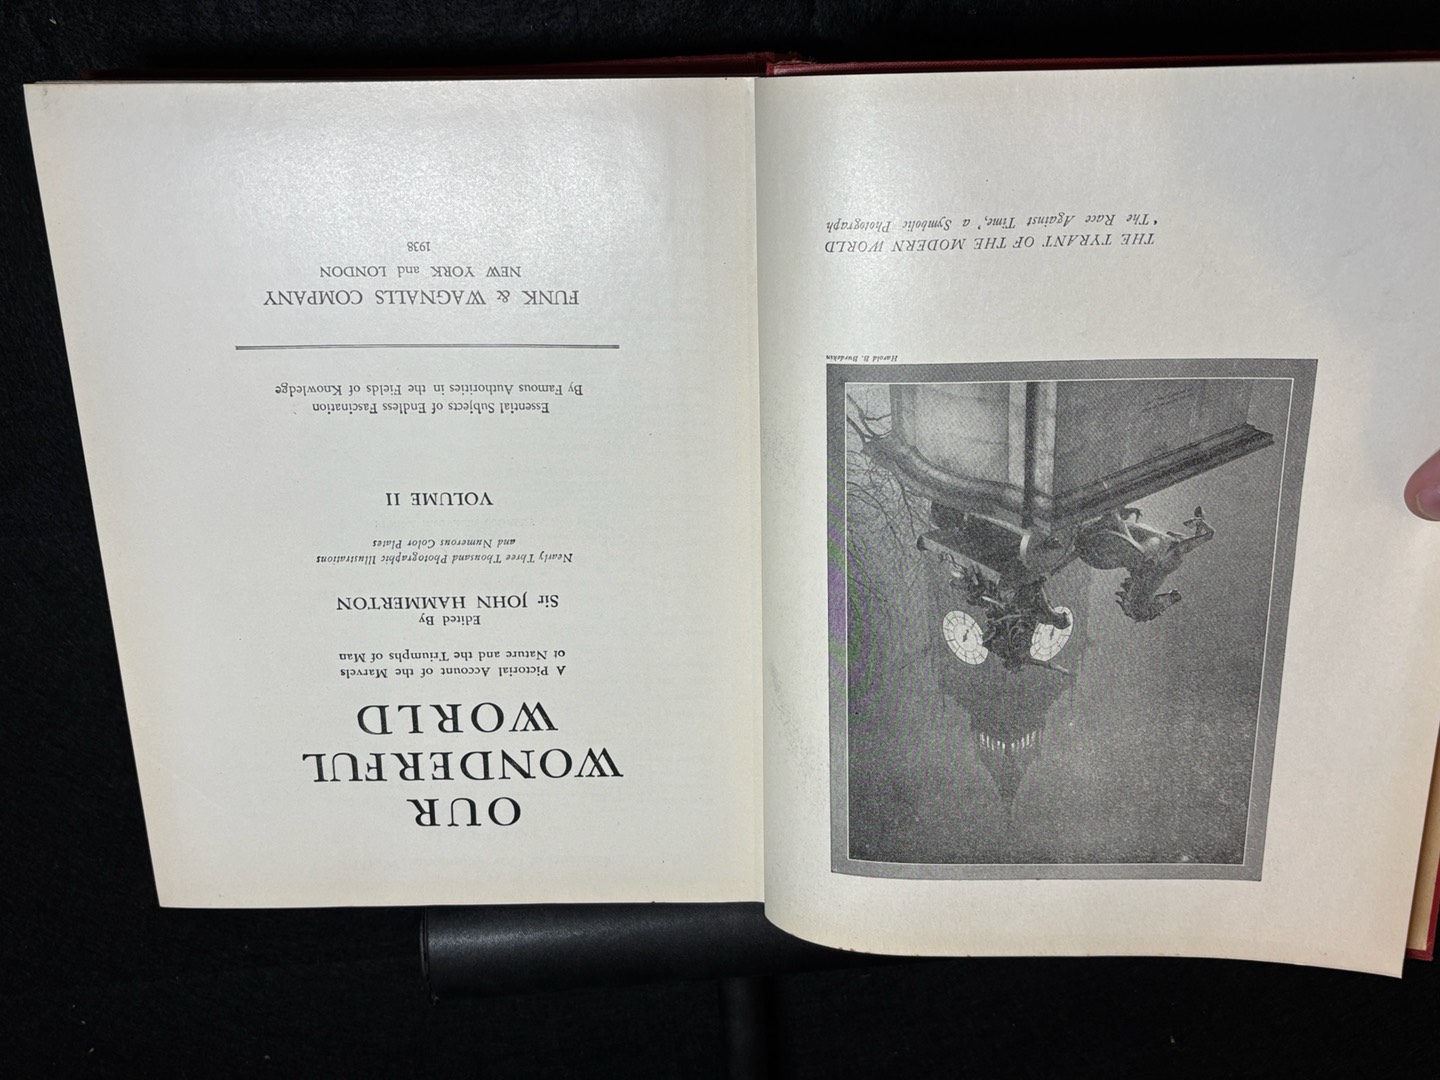 Harold B. Burdekin
THE TYRANT OF THE MODERN WORLD
'The Race Against Time,' a Symbolic Photograph
OUR
WONDERFUL
WORLD
A Pictorial Account of the Marvels
of Nature and the Triumphs of Man
Edited By
Sir JOHN HAMMERTON
Nearly Three Thousand Photographic Illustrations
and Numerous Color Plates
VOLUME II
Essential Subjects of Endless Fascination
By Famous Authorities in the Fields of Knowledge
FUNK & WAGNALLS COMPANY
NEW YORK and LONDON
1938